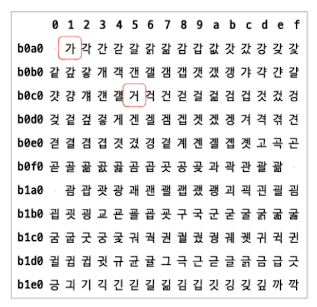 0 1 2 3 4 5 6 7 8 9 a b c d e f
b0a0 가 각 간 갇 갈 갉 갊 감 갑 값 갓 갔 강 갖 갗
b0b0 같 갚 갛 개 객 갠 갤 갬 갭 갯 갰 갱 갸 갹 갼 걀
b0c0 걋 걍 걔 걘 걜 거 걱 건 걷 걸 걺 검 겁 것 겄 겅
b0d0 겆 겉 겊 겋 게 겐 겔 겜 겝 겟 겠 겡 겨 격 겪 견
b0e0 겯 결 겸 겹 겻 겼 경 곁 계 곈 곌 곕 곗 고 곡 곤
b0f0 곧 골 곪 곬 곯 곰 곱 곳 공 곶 과 곽 관 괄 괆
b1a0 괌 괍 괏 광 괘 괜 괠 괩 괬 괭 괴 괵 괸 괼 굄
b1b0 굅 굇 굉 교 굔 굘 굡 굣 구 국 군 굳 굴 굵 굶 굻
b1c0 굼 굽 굿 궁 궂 궈 궉 권 궐 궜 궝 궤 궷 귀 귁 귄
b1d0 귈 귐 귑 귓 규 균 귤 그 극 근 귿 글 긁 금 급 긋
b1e0 긍 긔 기 긱 긴 긷 길 긺 김 깁 깃 깅 깆 깊 까 깍